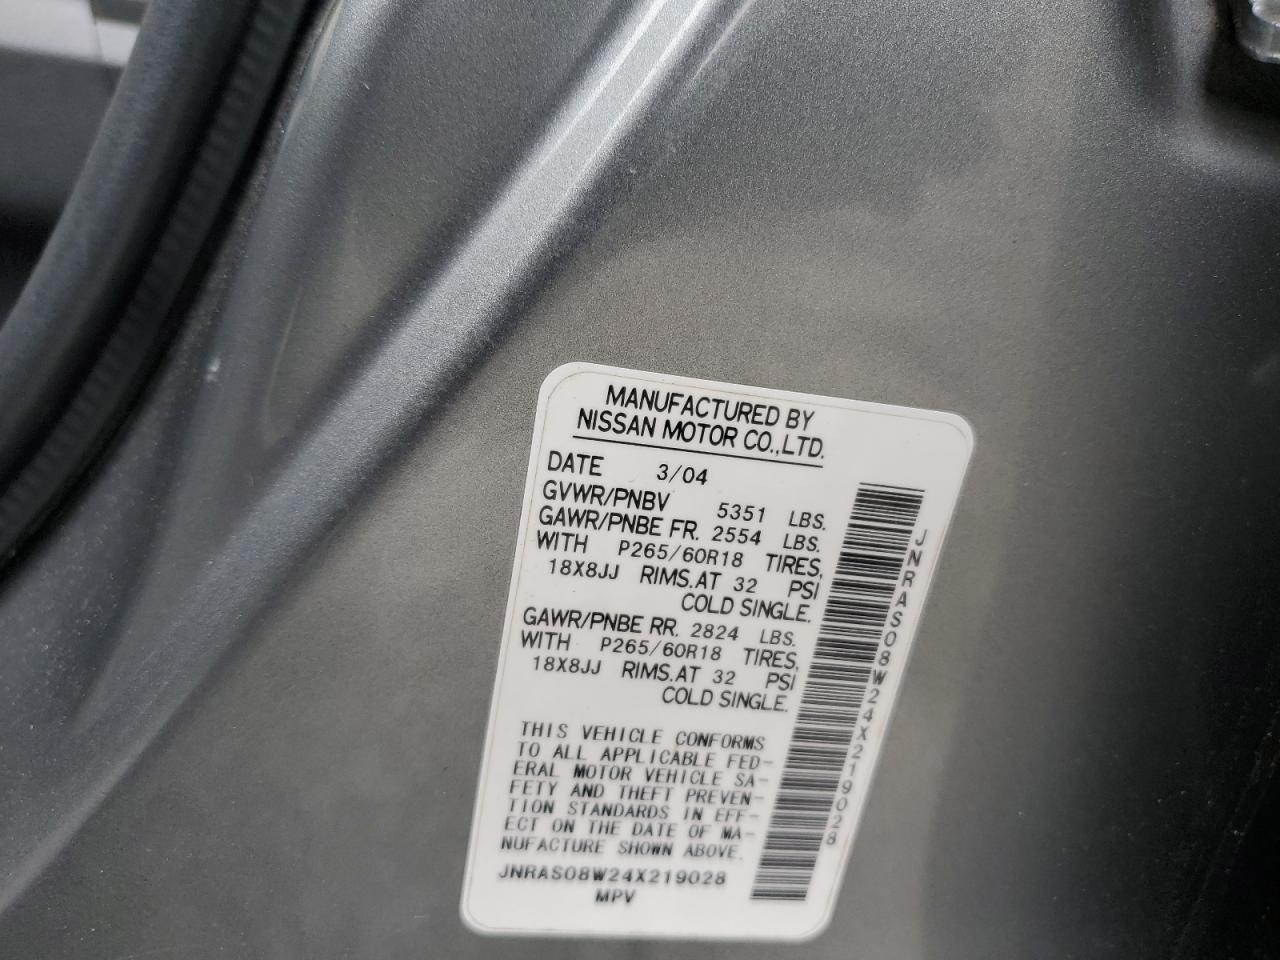 MANUFACTURED BY
NISSAN MOTOR CO.,LTD.
DATE 3/04
GVWR/PNBV 5351 LBS.
GAWR/PNBE FR. 2554 LBS.
WITH P265/60R18 TIRES,
18X8JJ RIMS.AT 32 PSI
COLD SINGLE.
GAWR/PNBE RR. 2824 LBS.
WITH P265/60R18 TIRES,
18X8JJ RIMS.AT 32 PSI
COLD SINGLE.
THIS VEHICLE CONFORMS
TO ALL APPLICABLE FED-
ERAL MOTOR VEHICLE SA-
FETY AND THEFT PREVEN-
TION STANDARDS IN EFF-
ECT ON THE DATE OF MA-
NUFACTURE SHOWN ABOVE.
JNRAS08W24X219028
MPV
JNRAS08W24X219028